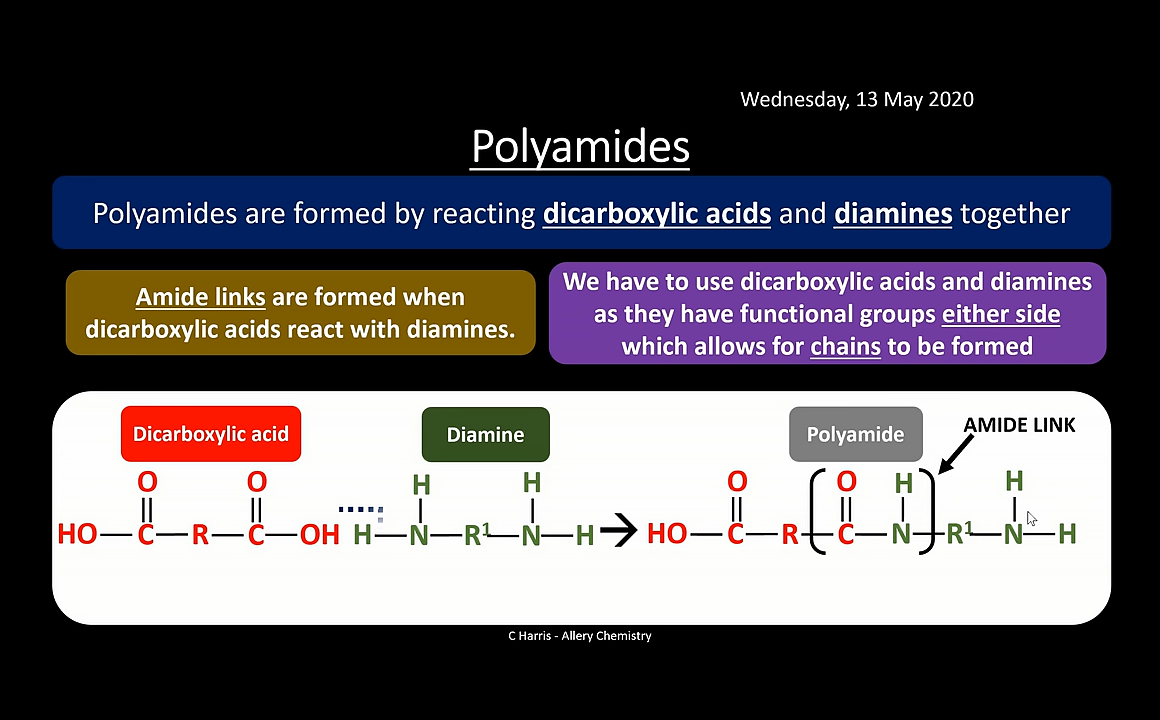 Wednesday, 13 May 2020
Polyamides
Polyamides are formed by reacting dicarboxylic acids and diamines together
Amide links are formed when
dicarboxylic acids react with diamines.
We have to use dicarboxylic acids and diamines
as they have functional groups either side
which allows for chains to be formed
Dicarboxylic acid
Diamine
Polyamide
AMIDE LINK
O O H H O O H H
HO C R C OH H N R¹ N H → HO C R C N R¹ N H
C Harris - Allery Chemistry